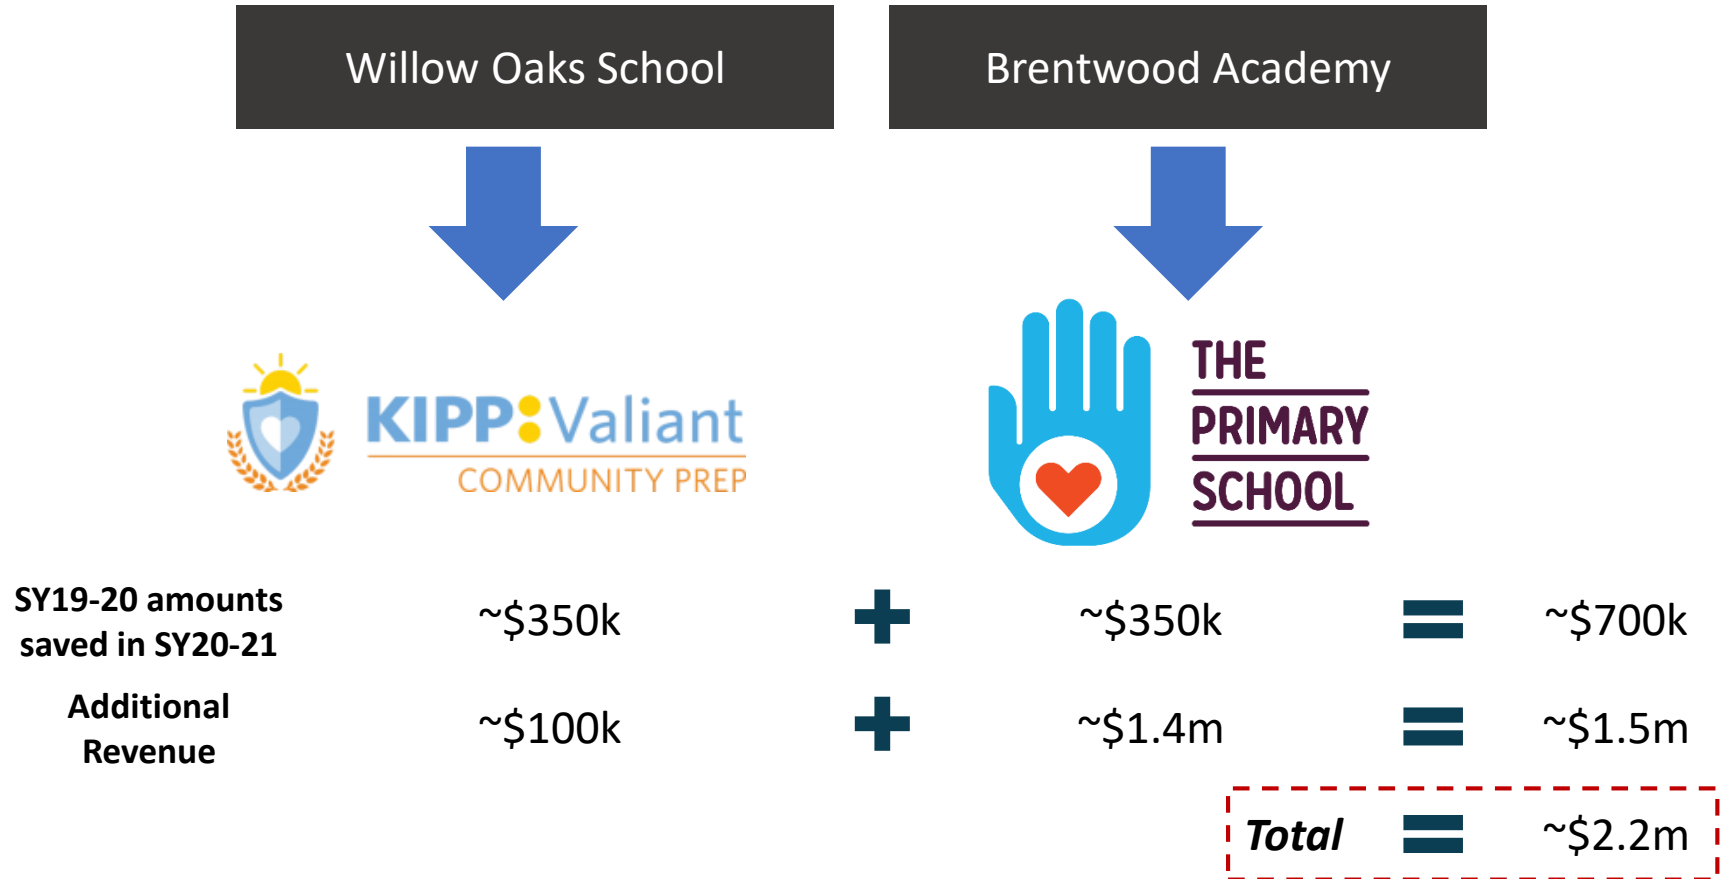 Willow Oaks School
Brentwood Academy
KIPP:Valiant
COMMUNITY PREP
THE
PRIMARY
SCHOOL
SY19-20 amounts
saved in SY20-21
~$350k + ~$350k = ~$700k
Additional
Revenue
~$100k + ~$1.4m = ~$1.5m
Total = ~$2.2m